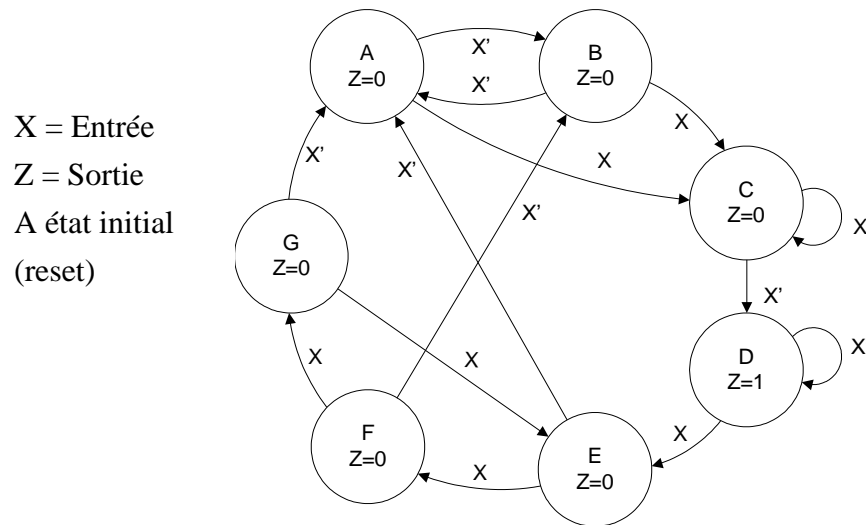 X = Entrée
Z = Sortie
A état initial
(reset)
A
Z=0
X'
X'
B
Z=0
X
X
C
Z=0
X
X'
X'
X'
G
Z=0
X'
D
Z=1
X
X
X
X
F
Z=0
X
E
Z=0